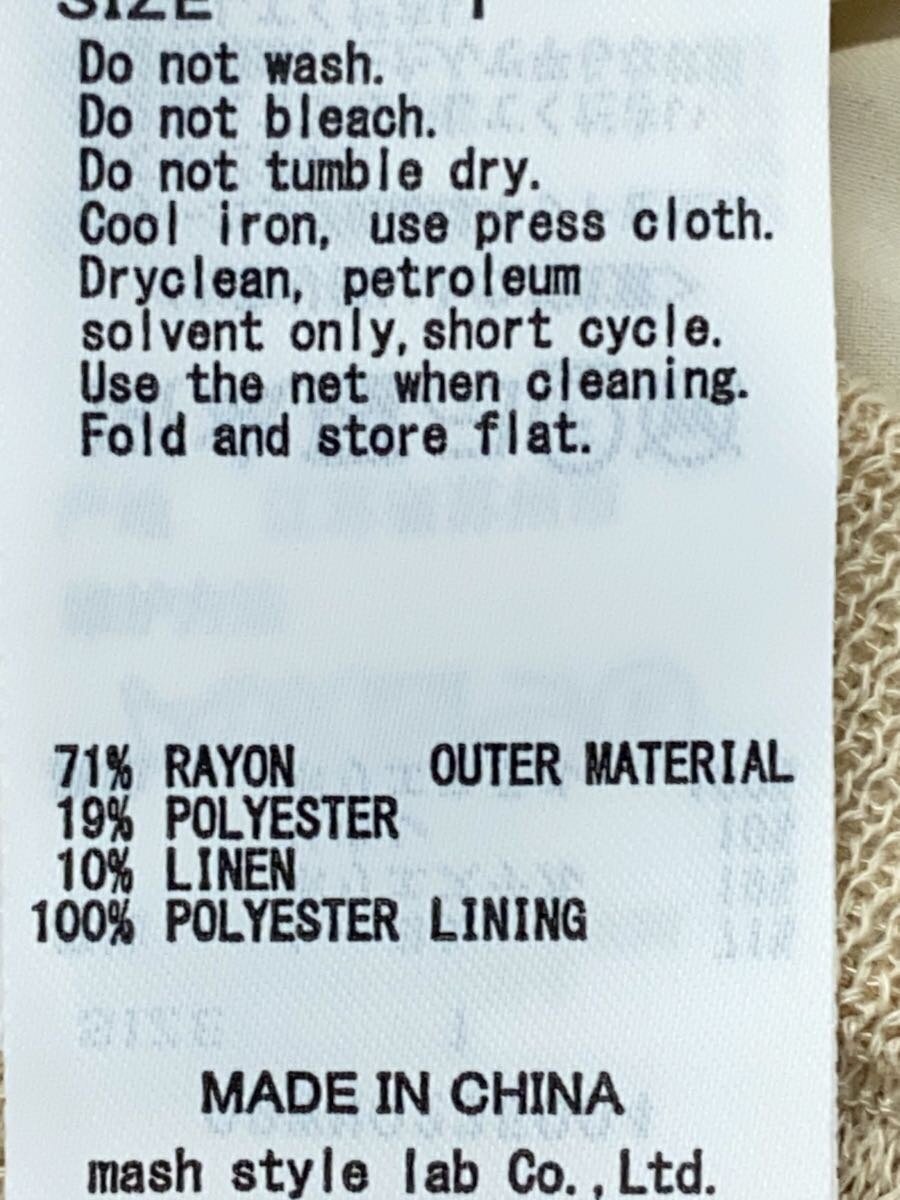 SIZE 1
Do not wash.
Do not bleach.
Do not tumble dry.
Cool iron, use press cloth.
Dryclean, petroleum
solvent only, short cycle.
Use the net when cleaning.
Fold and store flat.
71% RAYON OUTER MATERIAL
19% POLYESTER
10% LINEN
100% POLYESTER LINING
MADE IN CHINA
mash style lab Co.,Ltd.